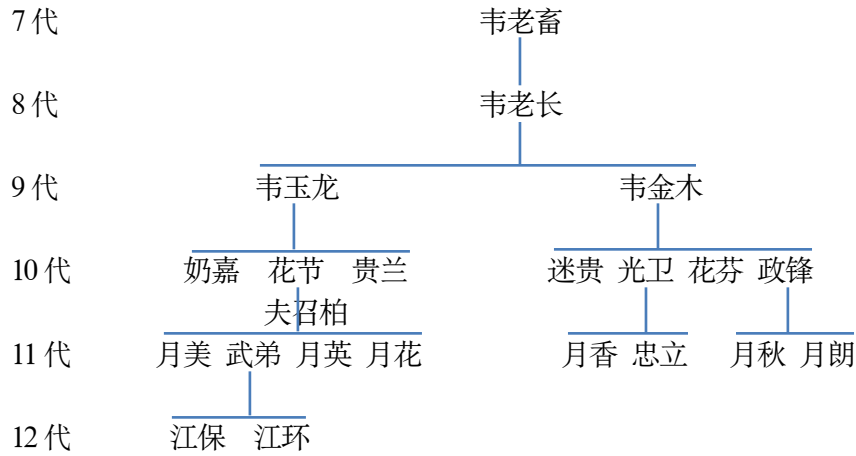 7代 韦老畜
8代 韦老长
9代 韦玉龙 韦金木
10代 奶嘉 花节 贵兰 迷贵 光卫 花芬 政锋
夫召柏
11代 月美 武弟 月英 月花 月香 忠立 月秋 月朗
12代 江保 江环